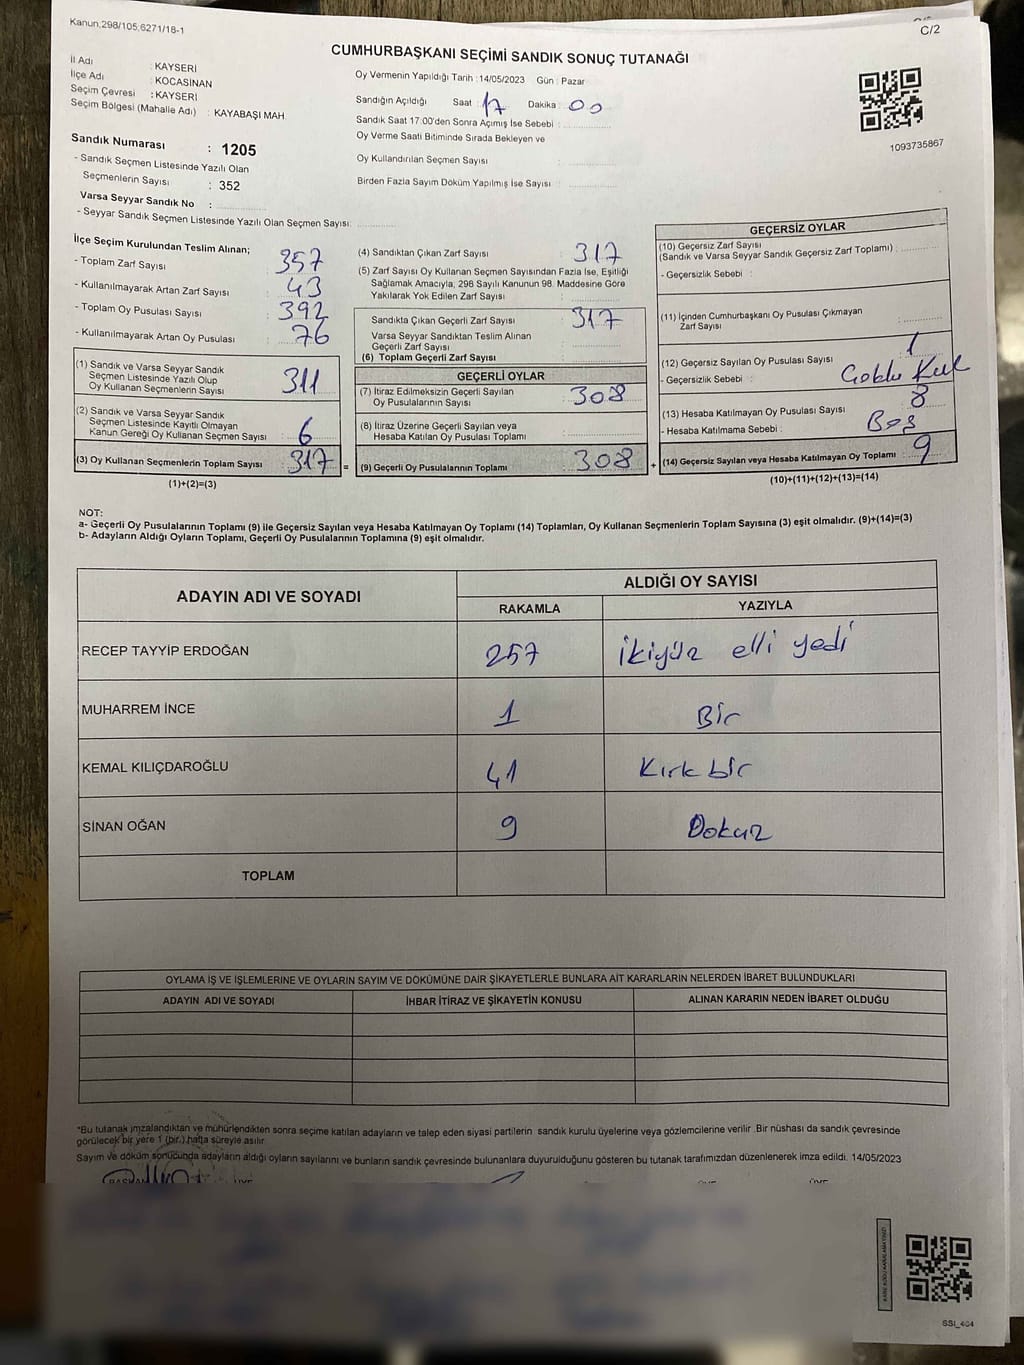 Kanun,298/105,6271/18-1
C/2
CUMHURBAŞKANI SEÇİMİ SANDIK SONUÇ TUTANAĞI
İl Adı : KAYSERİ
İlçe Adı : KOCASİNAN
Seçim Çevresi : KAYSERİ
Seçim Bölgesi (Mahalle Adı) : KAYABAŞI MAH.
Sandık Numarası : 1205
- Sandık Seçmen Listesinde Yazılı Olan
Seçmenlerin Sayısı : 352
Varsa Seyyar Sandık No :
- Seyyar Sandık Seçmen Listesinde Yazılı Olan Seçmen Sayısı:
Oy Vermenin Yapıldığı Tarih : 14/05/2023 Gün : Pazar
Sandığın Açıldığı Saat : 17 Dakika : 00
Sandık Saat 17:00'den Sonra Açımış İse Sebebi :
Oy Verme Saati Bitiminde Sırada Bekleyen ve
Oy Kullandırılan Seçmen Sayısı :
Birden Fazla Sayım Döküm Yapılmış İse Sayısı :
1093735867
İlçe Seçim Kurulundan Teslim Alınan;
- Toplam Zarf Sayısı : 357
- Kullanılmayarak Artan Zarf Sayısı : 43
- Toplam Oy Pusulası Sayısı : 392
- Kullanılmayarak Artan Oy Pusulası : 76
(1) Sandık ve Varsa Seyyar Sandık
Seçmen Listesinde Yazılı Olup
Oy Kullanan Seçmenlerin Sayısı : 311
(2) Sandık ve Varsa Seyyar Sandık
Seçmen Listesinde Kayıtlı Olmayan
Kanun Gereği Oy Kullanan Seçmen Sayısı : 6
(3) Oy Kullanan Seçmenlerin Toplam Sayısı : 317 =
(1)+(2)=(3)
(4) Sandıktan Çıkan Zarf Sayısı : 317
(5) Zarf Sayısı Oy Kullanan Seçmen Sayısından Fazla İse, Eşitliği
Sağlamak Amacıyla, 298 Sayılı Kanunun 98. Maddesine Göre
Yakılarak Yok Edilen Zarf Sayısı :
Sandıkta Çıkan Geçerli Zarf Sayısı : 317
Varsa Seyyar Sandıktan Teslim Alınan
Geçerli Zarf Sayısı :
(6) Toplam Geçerli Zarf Sayısı :
GEÇERLİ OYLAR
(7) İtiraz Edilmeksizin Geçerli Sayılan
Oy Pusulalarının Sayısı : 308
(8) İtiraz Üzerine Geçerli Sayılan veya
Hesaba Katılan Oy Pusulası Toplamı :
(9) Geçerli Oy Pusulalarının Toplamı : 308 +
GEÇERSİZ OYLAR
(10) Geçersiz Zarf Sayısı
(Sandık ve Varsa Seyyar Sandık Geçersiz Zarf Toplamı) :
- Geçersizlik Sebebi :
(11) İçinden Cumhurbaşkanı Oy Pusulası Çıkmayan
Zarf Sayısı :
(12) Geçersiz Sayılan Oy Pusulası Sayısı : 1
- Geçersizlik Sebebi :
(13) Hesaba Katılmayan Oy Pusulası Sayısı : 8
- Hesaba Katılmama Sebebi : Boş
(14) Geçersiz Sayılan veya Hesaba Katılmayan Oy Toplamı : 9
(10)+(11)+(12)+(13)=(14)
NOT:
a- Geçerli Oy Pusulalarının Toplamı (9) ile Geçersiz Sayılan veya Hesaba Katılmayan Oy Toplamı (14) Toplamları, Oy Kullanan Seçmenlerin Toplam Sayısına (3) eşit olmalıdır. (9)+(14)=(3)
b- Adayların Aldığı Oyların Toplamı, Geçerli Oy Pusulalarının Toplamına (9) eşit olmalıdır.
ADAYIN ADI VE SOYADI ALDIĞI OY SAYISI
RAKAMLA YAZIYLA
RECEP TAYYİP ERDOĞAN 257 İkiyüz elli yedi
MUHARREM İNCE 1 Bir
KEMAL KILIÇDAROĞLU 41 Kırk bir
SİNAN OĞAN 9 Dokuz
TOPLAM
OYLAMA İŞ VE İŞLEMLERİNE VE OYLARIN SAYIM VE DÖKÜMÜNE DAİR ŞİKAYETLERLE BUNLARA AİT KARARLARIN NELERDEN İBARET BULUNDUKLARI
ADAYIN ADI VE SOYADI İHBAR İTİRAZ VE ŞİKAYETİN KONUSU ALINAN KARARIN NEDEN İBARET OLDUĞU
*Bu tutanak imzalandıktan ve mühürlendikten sonra seçime katılan adayların ve talep eden siyasi partilerin sandık kurulu üyelerine veya gözlemcilerine verilir. Bir nüshası da sandık çevresinde
görülecek bir yere 1 (bir) hafta süreyle asılır.
Sayım ve döküm sonucunda adayların aldığı oyların sayılarını ve bunların sandık çevresinde bulunanlara duyurulduğunu gösteren bu tutanak tarafımızdan düzenlenerek imza edildi. 14/05/2023
SSI_404